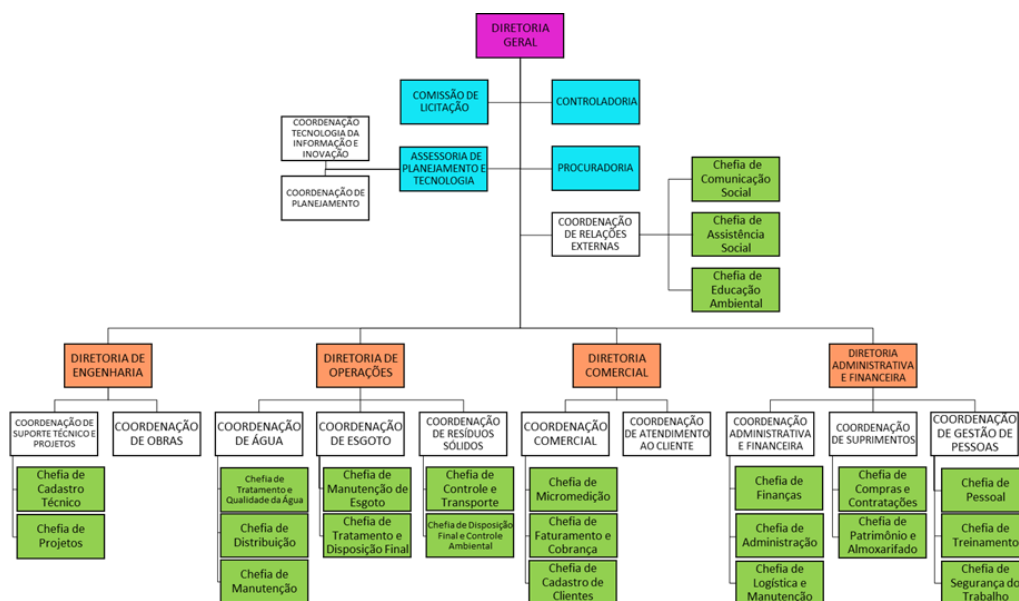 DIRETORIA
GERAL
COMISSÃO DE
LICITAÇÃO
CONTROLADORIA
COORDENAÇÃO
TECNOLOGIA DA
INFORMAÇÃO E
INOVAÇÃO
ASSESSORIA DE
PLANEJAMENTO E
TECNOLOGIA
PROCURADORIA
COORDENAÇÃO DE
PLANEJAMENTO
COORDENAÇÃO
DE RELAÇÕES
EXTERNAS
Chefia de
Comunicação
Social
Chefia de
Assistência
Social
Chefia de
Educação
Ambiental
DIRETORIA DE
ENGENHARIA
DIRETORIA DE
OPERAÇÕES
DIRETORIA
COMERCIAL
DIRETORIA
ADMINISTRATIVA
E FINANCEIRA
COORDENAÇÃO DE
SUPORTE TÉCNICO E
PROJETOS
COORDENAÇÃO
DE OBRAS
COORDENAÇÃO
DE ÁGUA
COORDENAÇÃO
DE ESGOTO
COORDENAÇÃO
DE RESÍDUOS
SÓLIDOS
COORDENAÇÃO
COMERCIAL
COORDENAÇÃO
DE ATENDIMENTO
AO CLIENTE
COORDENAÇÃO
ADMINISTRATIVA
E FINANCEIRA
COORDENAÇÃO
DE SUPRIMENTOS
COORDENAÇÃO
DE GESTÃO DE
PESSOAS
Chefia de
Cadastro
Técnico
Chefia de
Projetos
Chefia de
Tratamento e
Qualidade da Água
Chefia de
Distribuição
Chefia de
Manutenção
Chefia de
Manutenção de
Esgoto
Chefia de
Tratamento e
Disposição Final
Chefia de
Controle e
Transporte
Chefia de Disposição
Final e Controle
Ambiental
Chefia de
Micromedição
Chefia de
Faturamento e
Cobrança
Chefia de
Cadastro de
Clientes
Chefia de
Finanças
Chefia de
Administração
Chefia de
Logística e
Manutenção
Chefia de
Compras e
Contratações
Chefia de
Patrimônio e
Almoxarifado
Chefia de
Pessoal
Chefia de
Treinamento
Chefia de
Segurança do
Trabalho